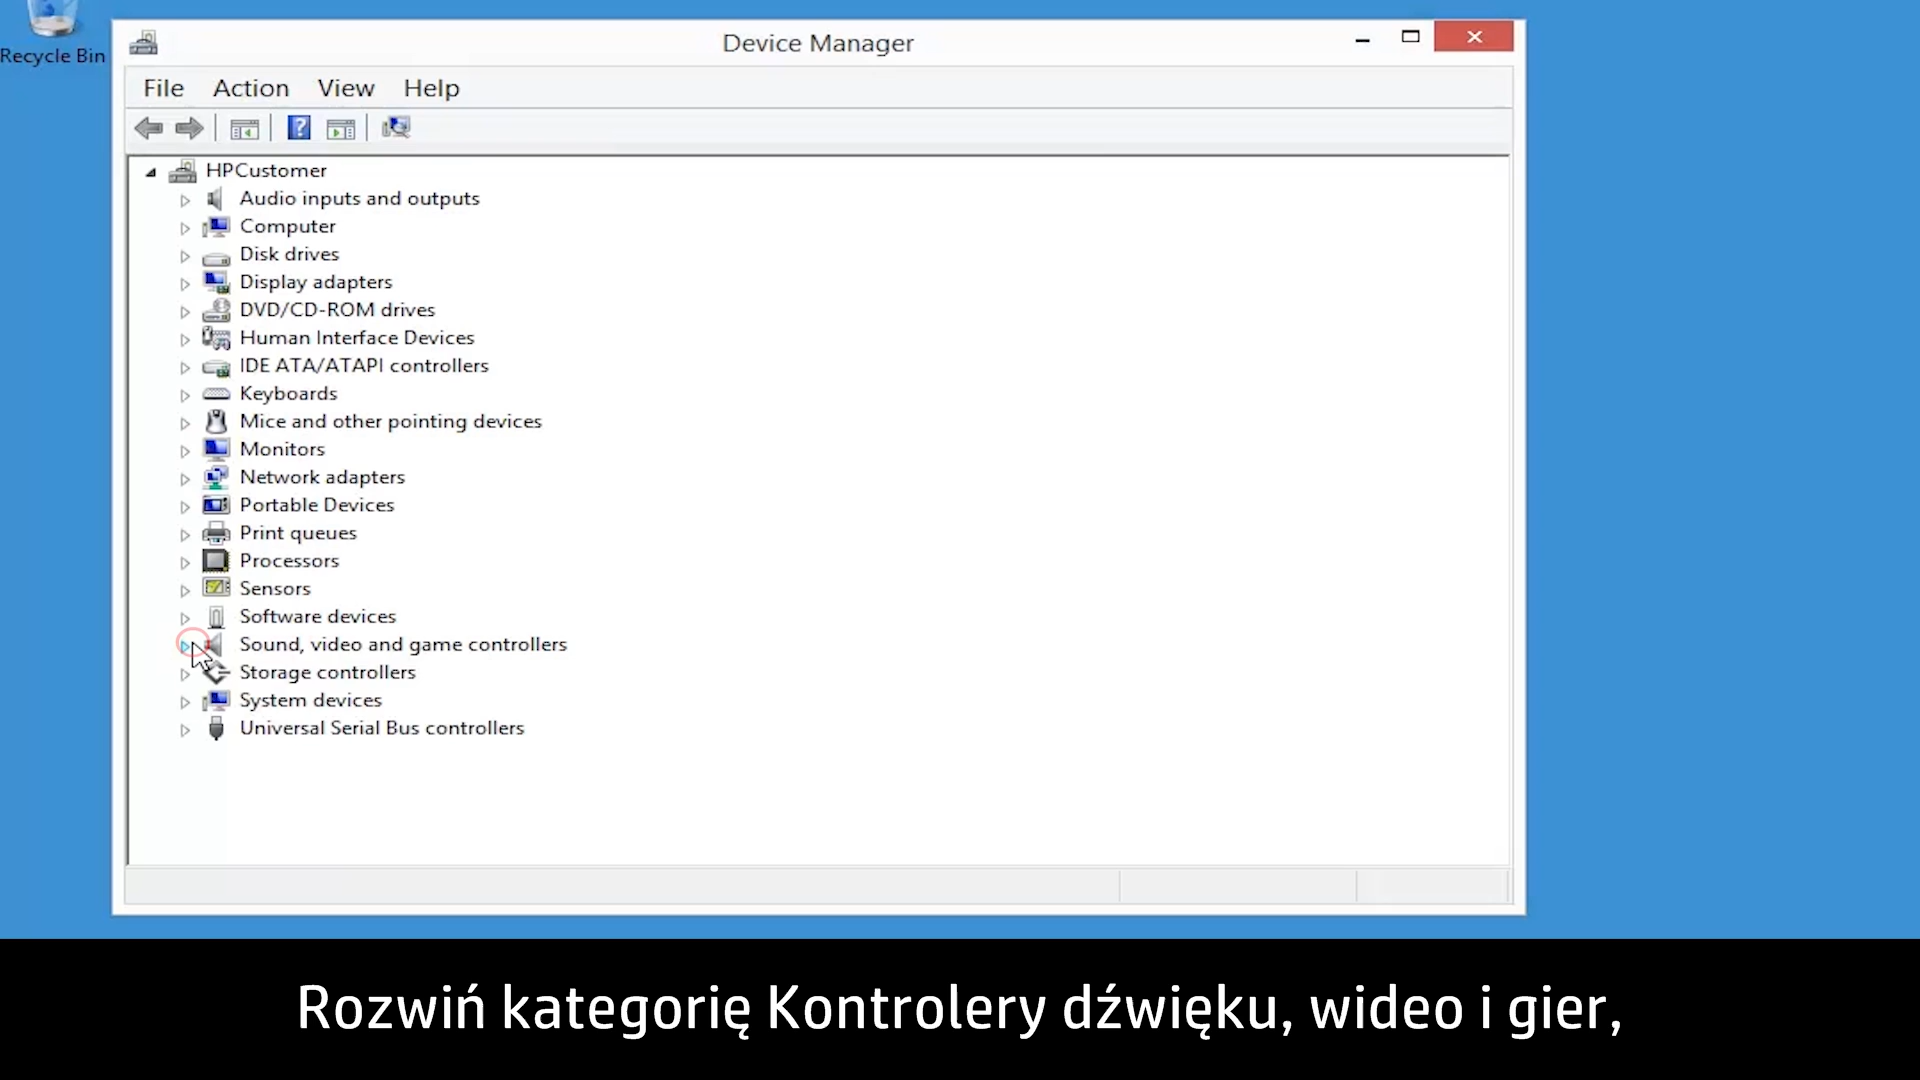 Recycle Bin
Device Manager
File Action View Help
HPCustomer
Audio inputs and outputs
Computer
Disk drives
Display adapters
DVD/CD-ROM drives
Human Interface Devices
IDE ATA/ATAPI controllers
Keyboards
Mice and other pointing devices
Monitors
Network adapters
Portable Devices
Print queues
Processors
Sensors
Software devices
Sound, video and game controllers
Storage controllers
System devices
Universal Serial Bus controllers
Rozwiń kategorię Kontrolery dźwięku, wideo i gier,